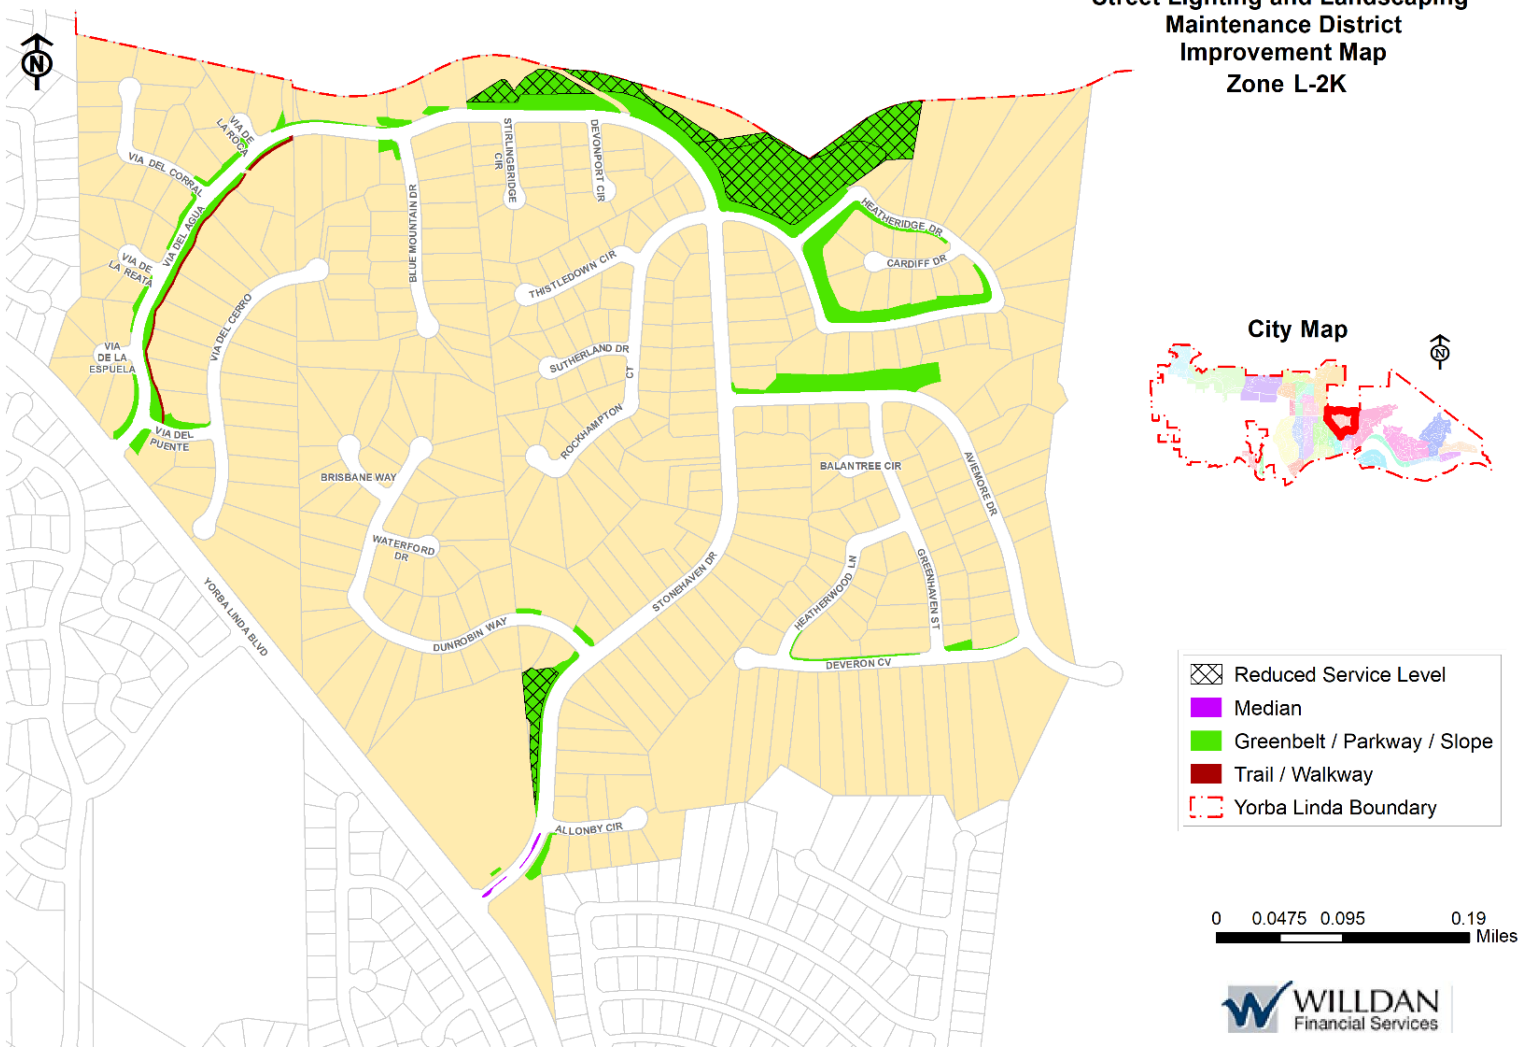 Street Lighting and Landscaping
Maintenance District
Improvement Map
Zone L-2K
N
VIA DE
LA ROCA
VIA DEL CORRAL
VIA DEL AGUA
VIA DE
LA REATA
VIA
DE LA
ESPUELA
VIA DEL
PUENTE
VIA DEL CERRO
BLUE MOUNTAIN DR
STIRLINGBRIDGE
CIR
DEVONPORT CIR
HEATHERIDGE DR
CARDIFF DR
THISTLEDOWN CIR
SUTHERLAND DR
ROCKHAMPTON
CT
BRISBANE WAY
WATERFORD
DR
BALANTREE CIR
AVIEMORE DR
GREENHAVEN ST
HEATHERWOOD LN
STONEHAVEN DR
DUNROBIN WAY
DEVERON CV
YORBA LINDA BLVD
ALLONBY CIR
City Map
N
Reduced Service Level
Median
Greenbelt / Parkway / Slope
Trail / Walkway
Yorba Linda Boundary
0 0.0475 0.095 0.19
Miles
WILLDAN
Financial Services